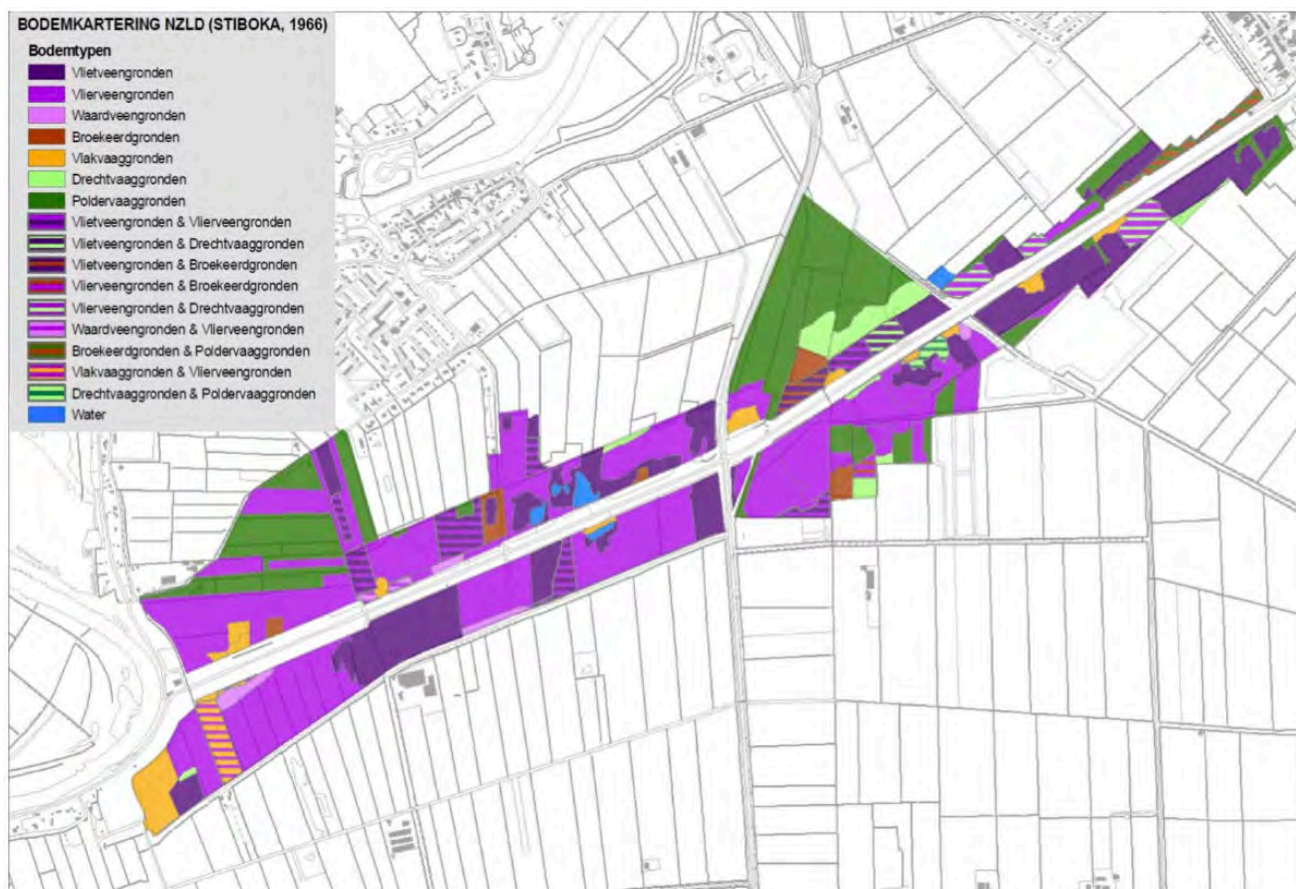 BODEMKARTERING NZLD (STIBOKA, 1966)
Bodemtypen
Vlietveengronden
Vlierveengronden
Waardveengronden
Broekeerdgronden
Vlakvaaggronden
Drechtvaaggronden
Poldervaaggronden
Vlietveengronden & Vlierveengronden
Vlietveengronden & Drechtvaaggronden
Vlietveengronden & Broekeerdgronden
Vlierveengronden & Broekeerdgronden
Vlierveengronden & Drechtvaaggronden
Waardveengronden & Vlierveengronden
Broekeerdgronden & Poldervaaggronden
Vlakvaaggronden & Vlierveengronden
Drechtvaaggronden & Poldervaaggronden
Water